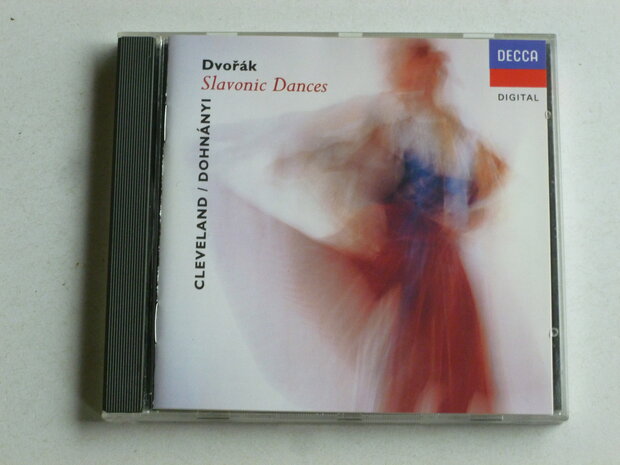 Dvořák
Slavonic Dances
CLEVELAND / DOHNÁNYI
DECCA
DIGITAL